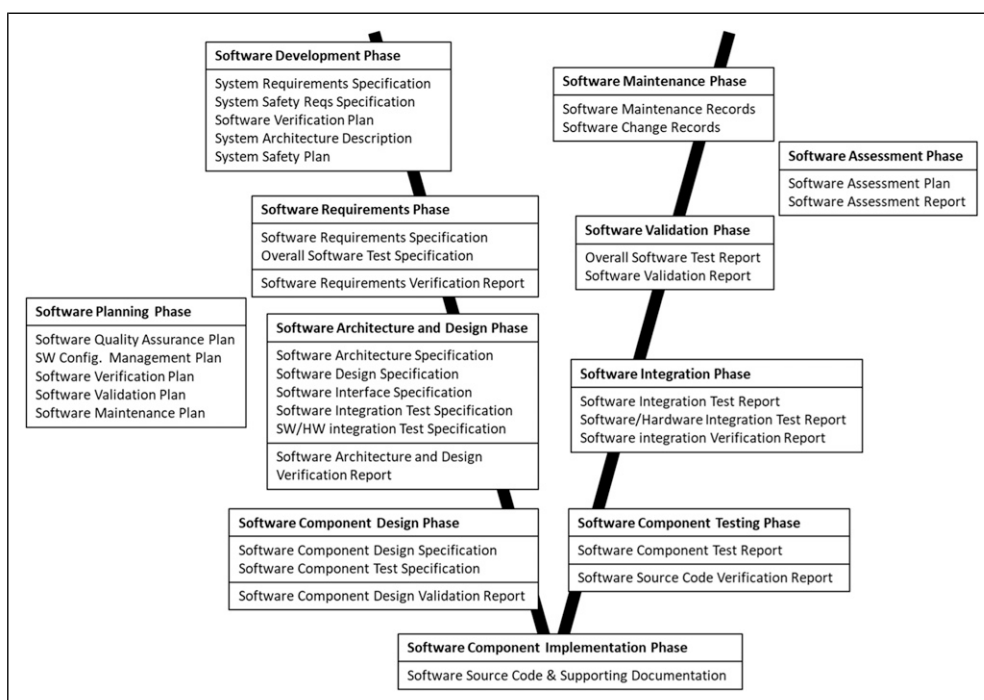 Software Development Phase
System Requirements Specification
System Safety Reqs Specification
Software Verification Plan
System Architecture Description
System Safety Plan
Software Maintenance Phase
Software Maintenance Records
Software Change Records
Software Assessment Phase
Software Assessment Plan
Software Assessment Report
Software Requirements Phase
Software Requirements Specification
Overall Software Test Specification
Software Requirements Verification Report
Software Validation Phase
Overall Software Test Report
Software Validation Report
Software Planning Phase
Software Quality Assurance Plan
SW Config. Management Plan
Software Verification Plan
Software Validation Plan
Software Maintenance Plan
Software Architecture and Design Phase
Software Architecture Specification
Software Design Specification
Software Interface Specification
Software Integration Test Specification
SW/HW integration Test Specification
Software Architecture and Design
Verification Report
Software Integration Phase
Software Integration Test Report
Software/Hardware Integration Test Report
Software integration Verification Report
Software Component Design Phase
Software Component Design Specification
Software Component Test Specification
Software Component Design Validation Report
Software Component Testing Phase
Software Component Test Report
Software Source Code Verification Report
Software Component Implementation Phase
Software Source Code & Supporting Documentation